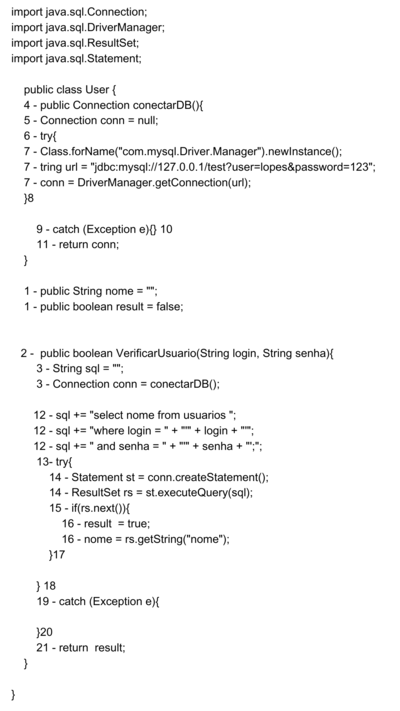 import java.sql.Connection;
import java.sql.DriverManager;
import java.sql.ResultSet;
import java.sql.Statement;
public class User {
4 - public Connection conectarDB(){
5 - Connection conn = null;
6 - try{
7 - Class.forName("com.mysql.Driver.Manager").newInstance();
7 - tring url = "jdbc:mysql://127.0.0.1/test?user=lopes&password=123";
7 - conn = DriverManager.getConnection(url);
}8
9 - catch (Exception e){} 10
11 - return conn;
}
1 - public String nome = "";
1 - public boolean result = false;
2 -  public boolean VerificarUsuario(String login, String senha){
3 - String sql = "";
3 - Connection conn = conectarDB();
12 - sql += "select nome from usuarios ";
12 - sql += "where login = " + "'" + login + "'";
12 - sql += " and senha = " + "'" + senha + "';";
13- try{
14 - Statement st = conn.createStatement();
14 - ResultSet rs = st.executeQuery(sql);
15 - if(rs.next()){
16 - result  = true;
16 - nome = rs.getString("nome");
}17
} 18
19 - catch (Exception e){
}20
21 - return  result;
}
}